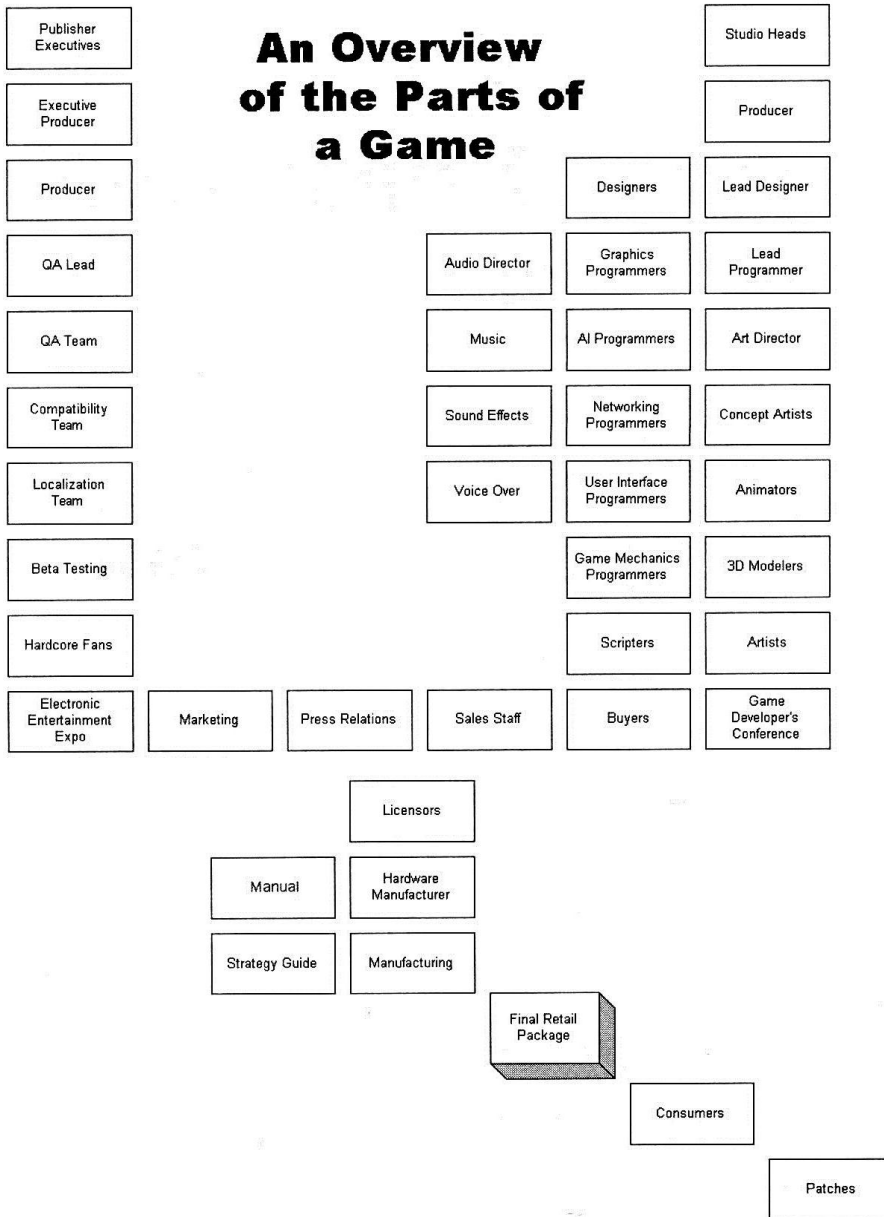 Publisher
Executives
An Overview
of the Parts of
a Game
Studio Heads
Executive
Producer
Producer
Producer
Designers
Lead Designer
QA Lead
Audio Director
Graphics
Programmers
Lead
Programmer
QA Team
Music
AI Programmers
Art Director
Compatibility
Team
Sound Effects
Networking
Programmers
Concept Artists
Localization
Team
Voice Over
User Interface
Programmers
Animators
Beta Testing
Game Mechanics
Programmers
3D Modelers
Hardcore Fans
Scripters
Artists
Electronic
Entertainment
Expo
Marketing
Press Relations
Sales Staff
Buyers
Game
Developer's
Conference
Licensors
Manual
Hardware
Manufacturer
Strategy Guide
Manufacturing
Final Retail
Package
Consumers
Patches